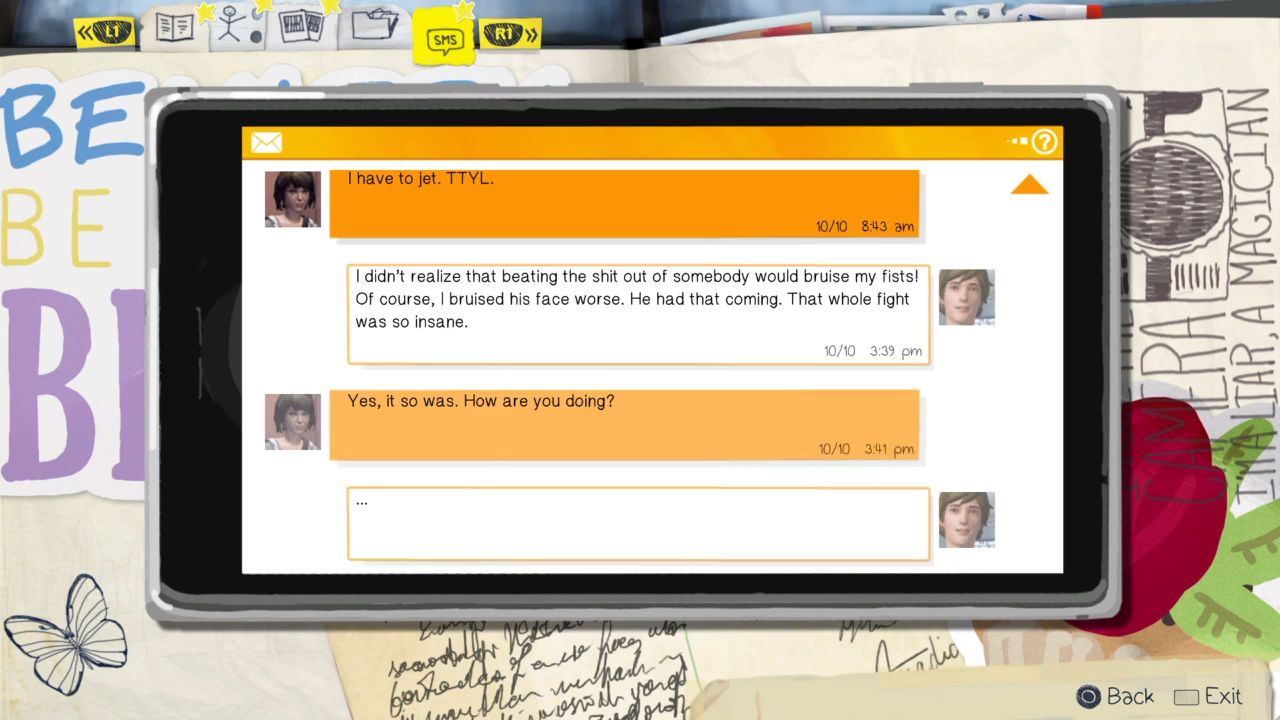 L1
SMS
R1
BE
BE
I have to jet. TTYL.
10/10 8:43 am
I didn't realize that beating the shit out of somebody would bruise my fists!
Of course, I bruised his face worse. He had that coming. That whole fight
was so insane.
10/10 3:39 pm
Yes, it so was. How are you doing?
10/10 3:41 pm
...
?
I'M A LIAR, A MAGICIAN
Back
Exit